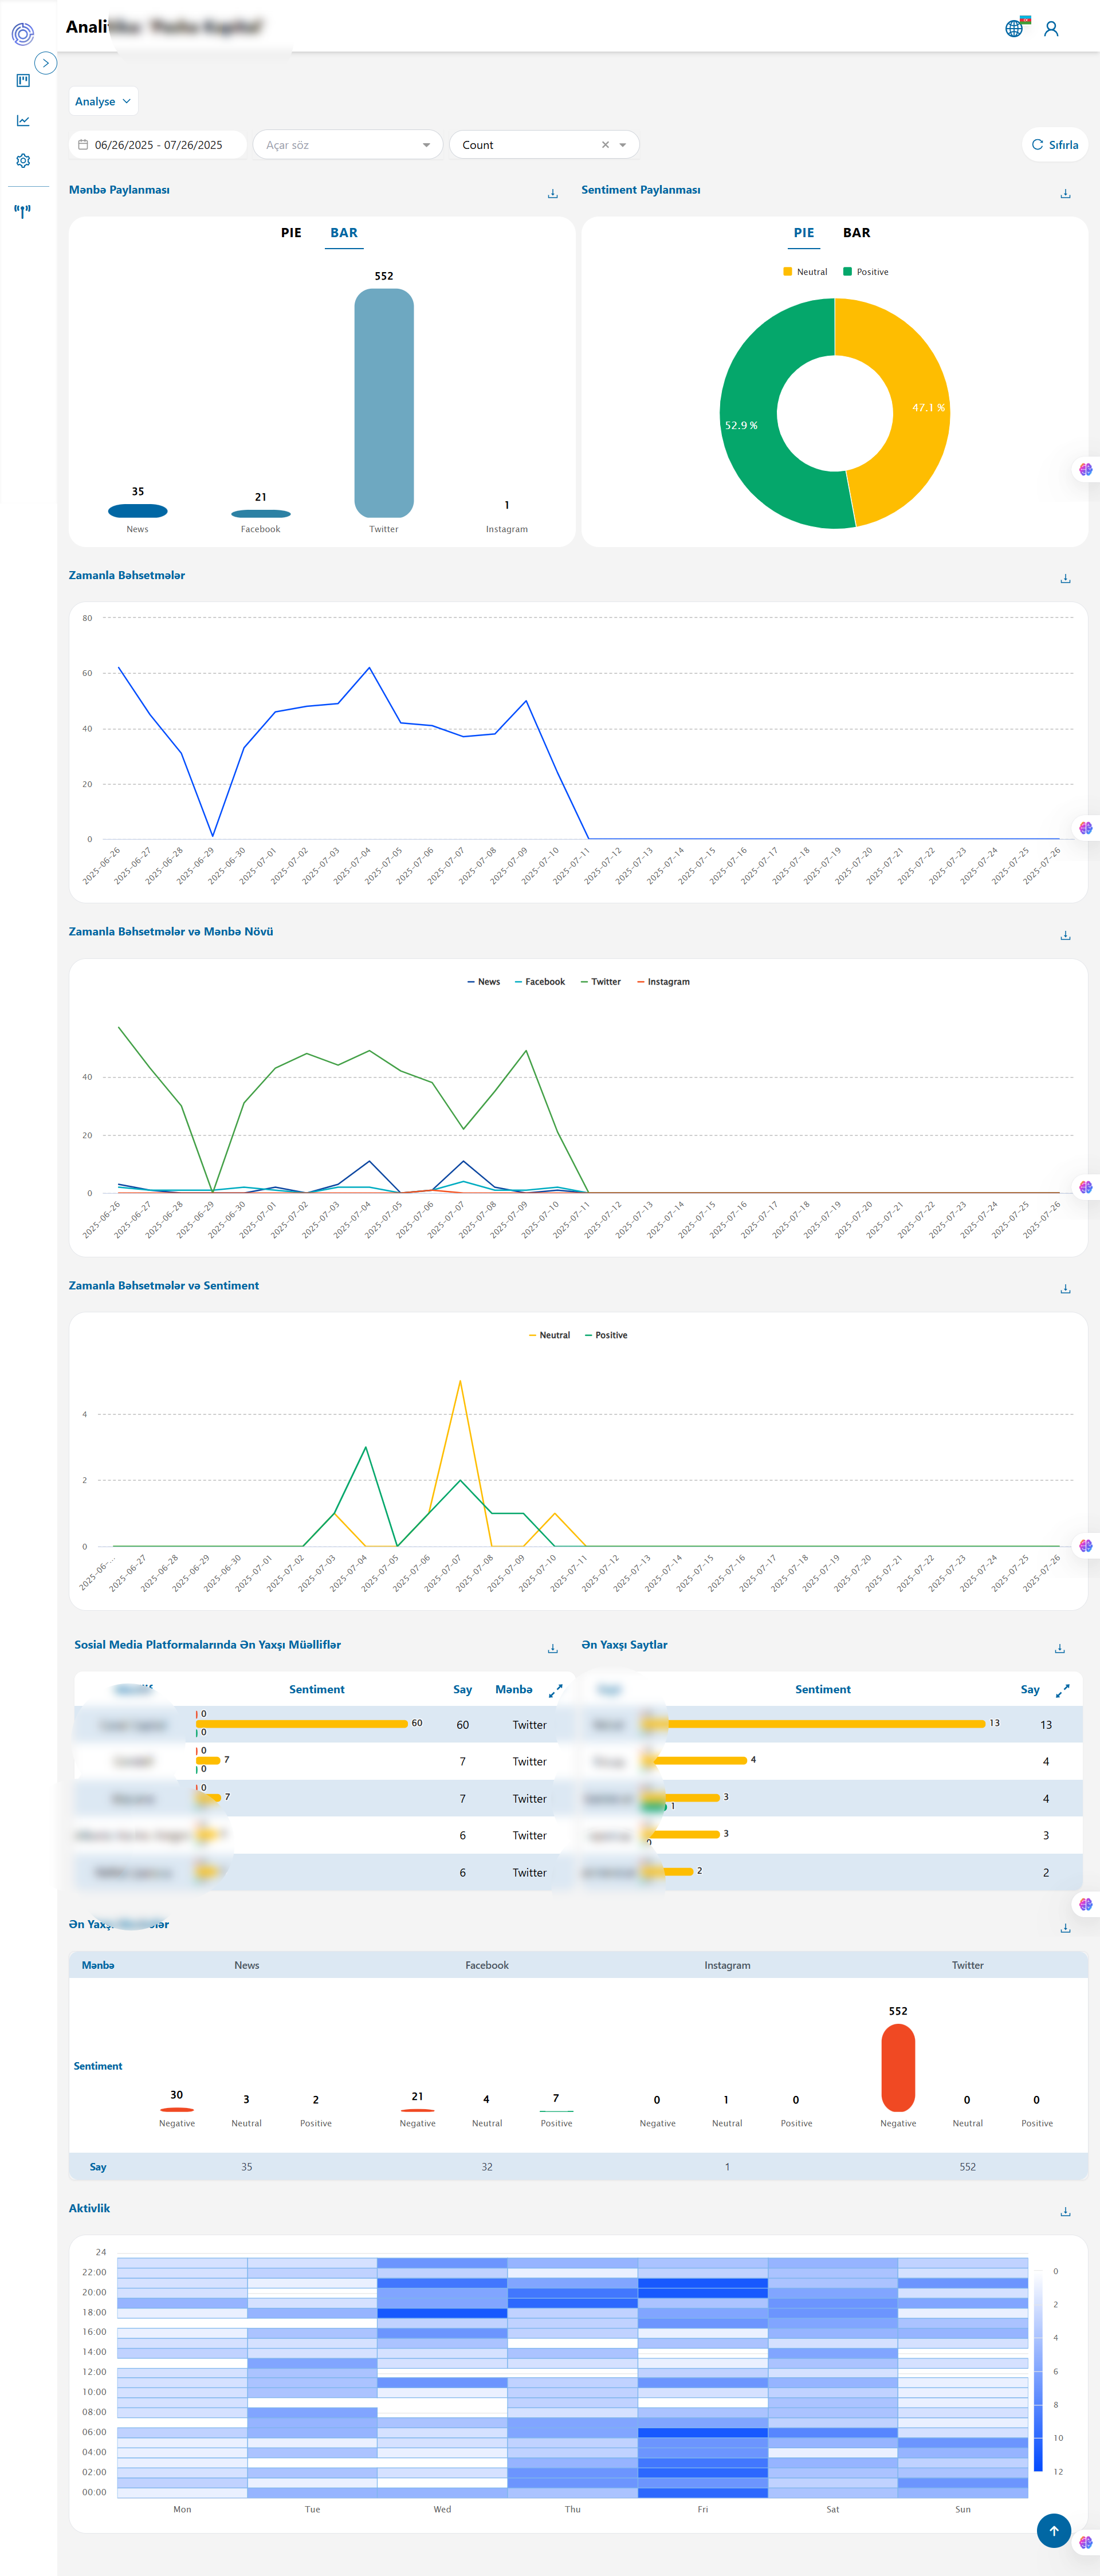 Anali
Analyse
06/26/2025 - 07/26/2025 Açar söz Count Sıfırla
Mənbə Paylanması
PIE BAR
552
35
21
1
News Facebook Twitter Instagram
Sentiment Paylanması
PIE BAR
Neutral Positive
47.1 %
52.9 %
Zamanla Bəhsetmələr
80
60
40
20
0
2025-06-26 2025-06-27 2025-06-28 2025-06-29 2025-06-30 2025-07-01 2025-07-02 2025-07-03 2025-07-04 2025-07-05 2025-07-06 2025-07-07 2025-07-08 2025-07-09 2025-07-10 2025-07-11 2025-07-12 2025-07-13 2025-07-14 2025-07-15 2025-07-16 2025-07-17 2025-07-18 2025-07-19 2025-07-20 2025-07-21 2025-07-22 2025-07-23 2025-07-24 2025-07-25 2025-07-26
Zamanla Bəhsetmələr və Mənbə Növü
News Facebook Twitter Instagram
40
20
0
2025-06-26 2025-06-27 2025-06-28 2025-06-29 2025-06-30 2025-07-01 2025-07-02 2025-07-03 2025-07-04 2025-07-05 2025-07-06 2025-07-07 2025-07-08 2025-07-09 2025-07-10 2025-07-11 2025-07-12 2025-07-13 2025-07-14 2025-07-15 2025-07-16 2025-07-17 2025-07-18 2025-07-19 2025-07-20 2025-07-21 2025-07-22 2025-07-23 2025-07-24 2025-07-25 2025-07-26
Zamanla Bəhsetmələr və Sentiment
Neutral Positive
4
2
0
2025-06-... 2025-06-27 2025-06-28 2025-06-29 2025-06-30 2025-07-01 2025-07-02 2025-07-03 2025-07-04 2025-07-05 2025-07-06 2025-07-07 2025-07-08 2025-07-09 2025-07-10 2025-07-11 2025-07-12 2025-07-13 2025-07-14 2025-07-15 2025-07-16 2025-07-17 2025-07-18 2025-07-19 2025-07-20 2025-07-21 2025-07-22 2025-07-23 2025-07-24 2025-07-25 2025-07-26
Sosial Media Platformalarında Ən Yaxşı Müəlliflər
Sentiment Say Mənbə
0
60 60 Twitter
0
0
7 7 Twitter
0
0
7 7 Twitter
6 Twitter
6 Twitter
Ən Yaxşı Saytlar
Sentiment Say
13 13
4 4
3 4
1
3 3
0
2 2
Ən Yaxş lər
Mənbə News Facebook Instagram Twitter
Sentiment
30 3 2 21 4 7 0 1 0 552 0 0
Negative Neutral Positive Negative Neutral Positive Negative Neutral Positive Negative Neutral Positive
Say 35 32 1 552
Aktivlik
24
22:00
20:00
18:00
16:00
14:00
12:00
10:00
08:00
06:00
04:00
02:00
00:00
Mon Tue Wed Thu Fri Sat Sun
0
2
4
6
8
10
12